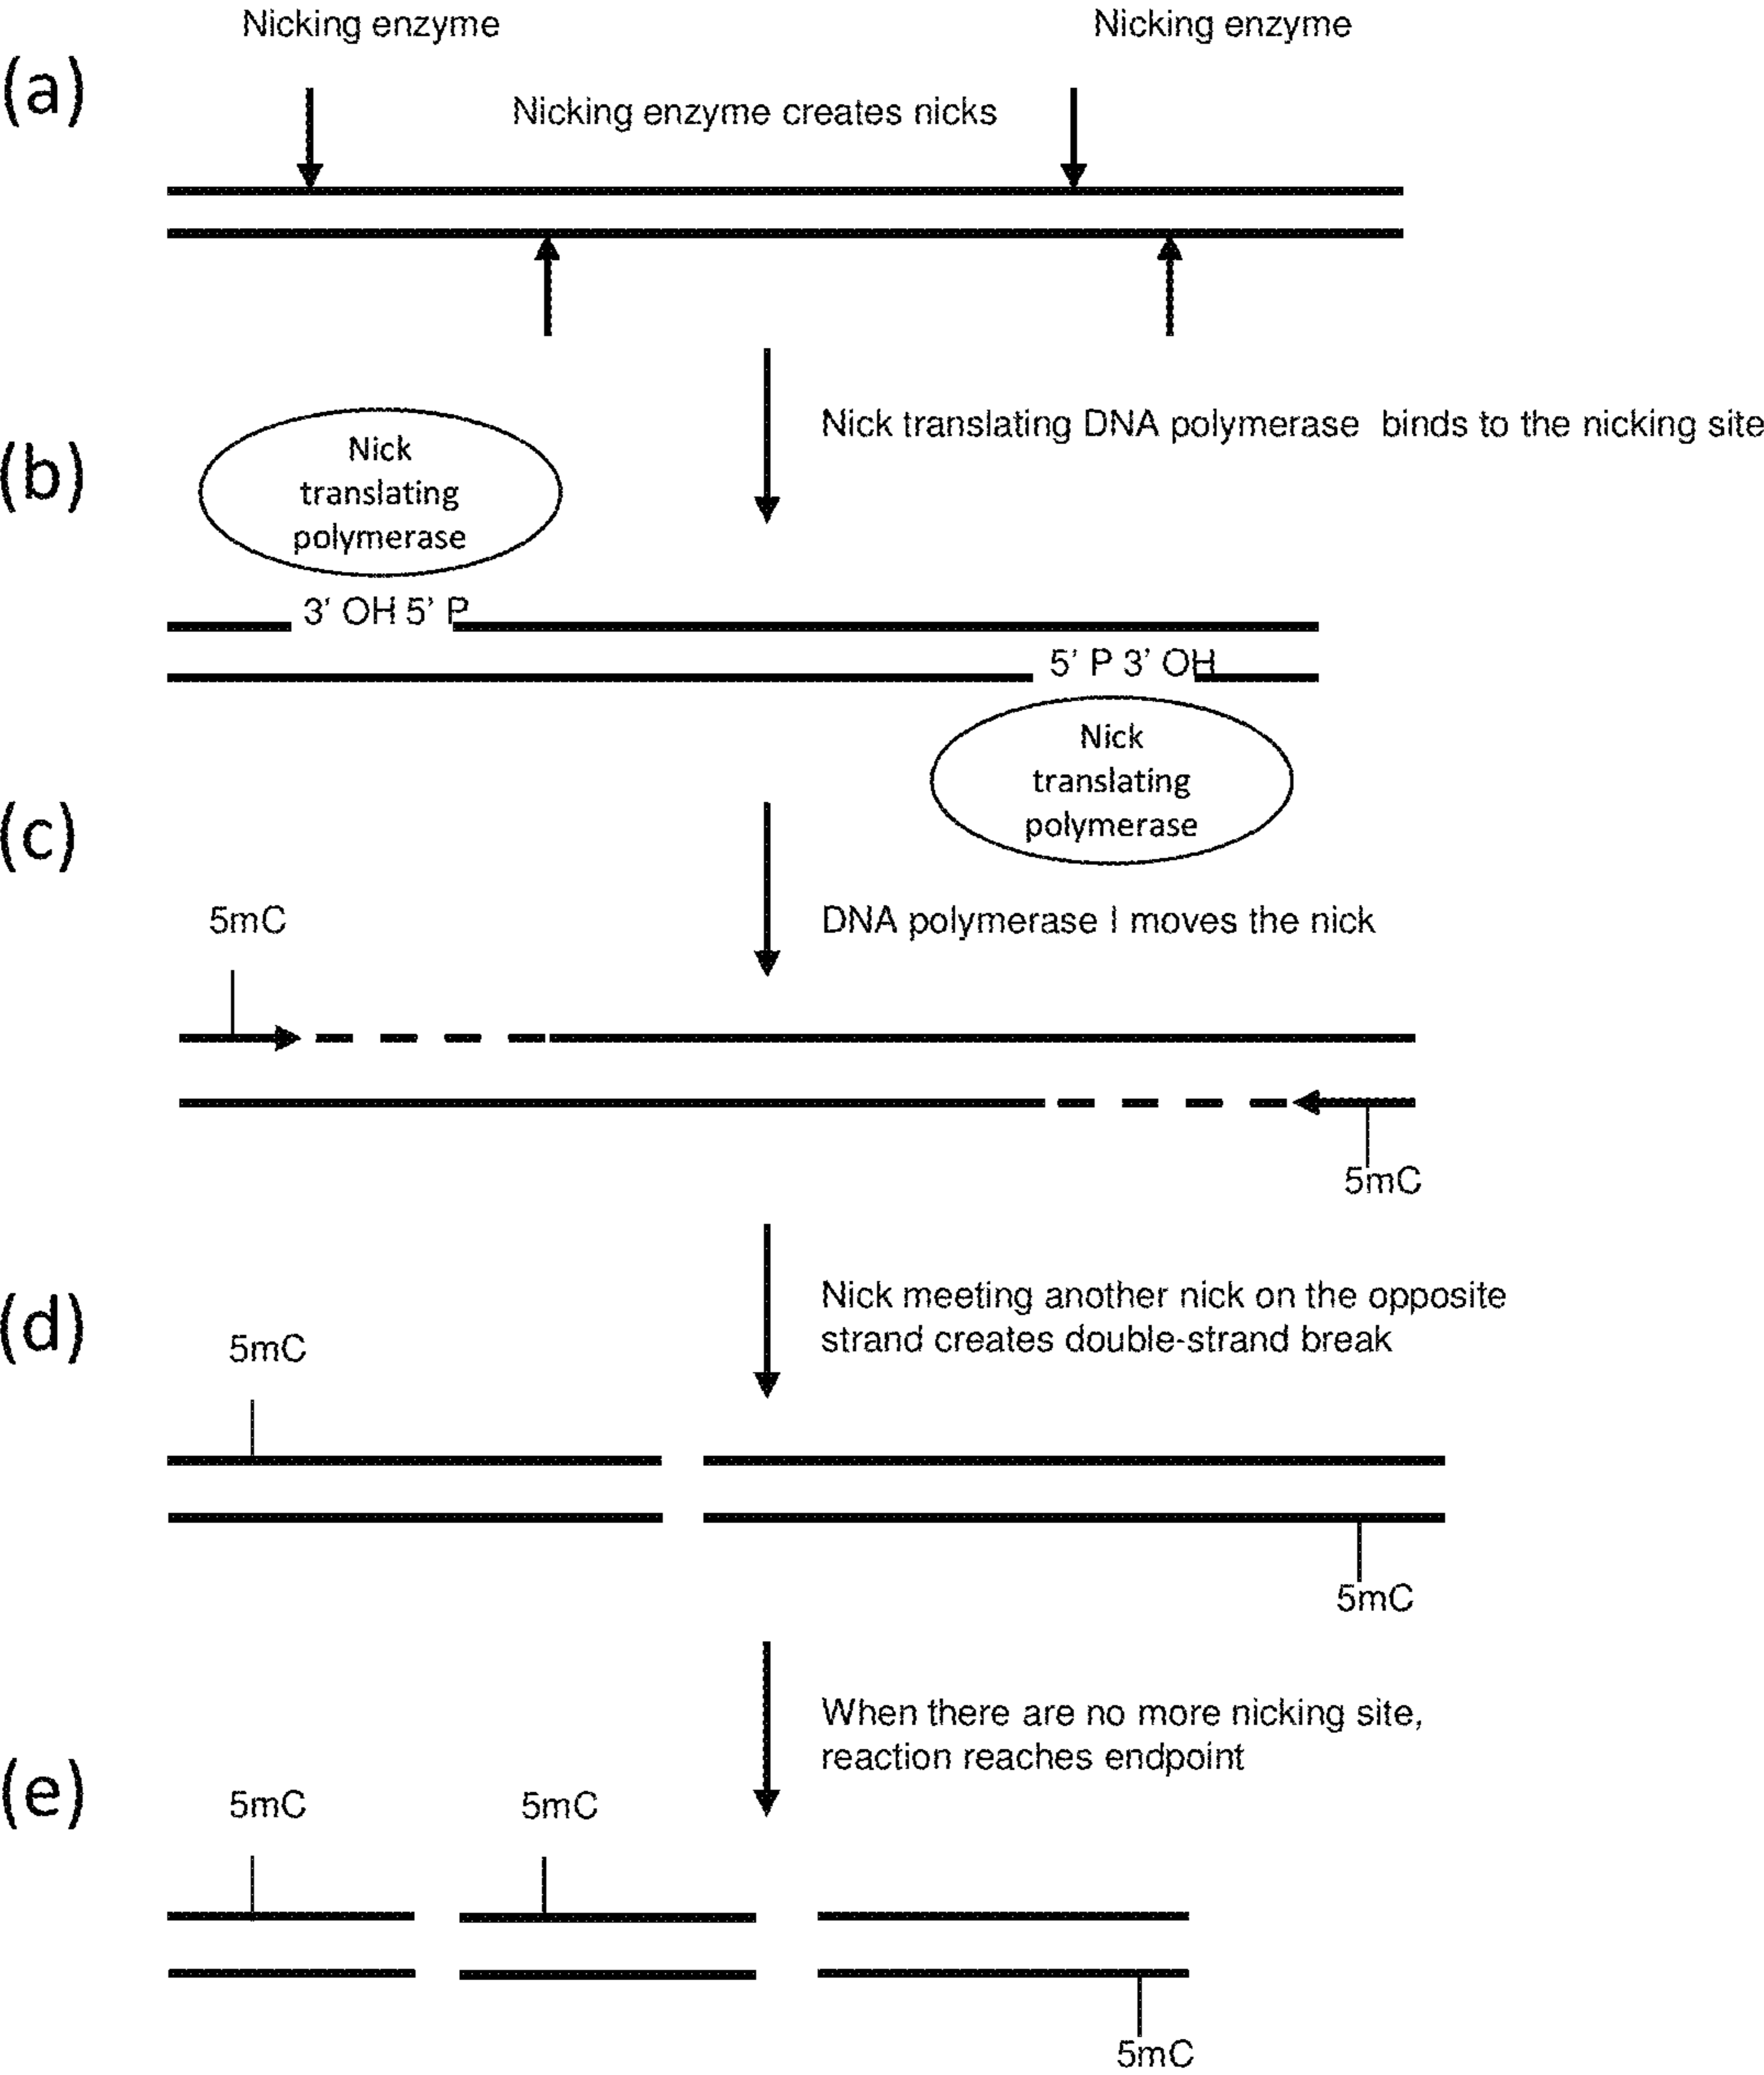 Nicking enzyme
Nicking enzyme
(a)
Nicking enzyme creates nicks
Nick translating DNA polymerase binds to the nicking site
(b)
Nick
translating
polymerase
3’ OH 5’ P
5’ P 3’ OH
Nick
translating
polymerase
(c)
5mC
DNA polymerase I moves the nick
5mC
Nick meeting another nick on the opposite
strand creates double-strand break
(d)
5mC
5mC
When there are no more nicking site,
reaction reaches endpoint
(e)
5mC
5mC
5mC